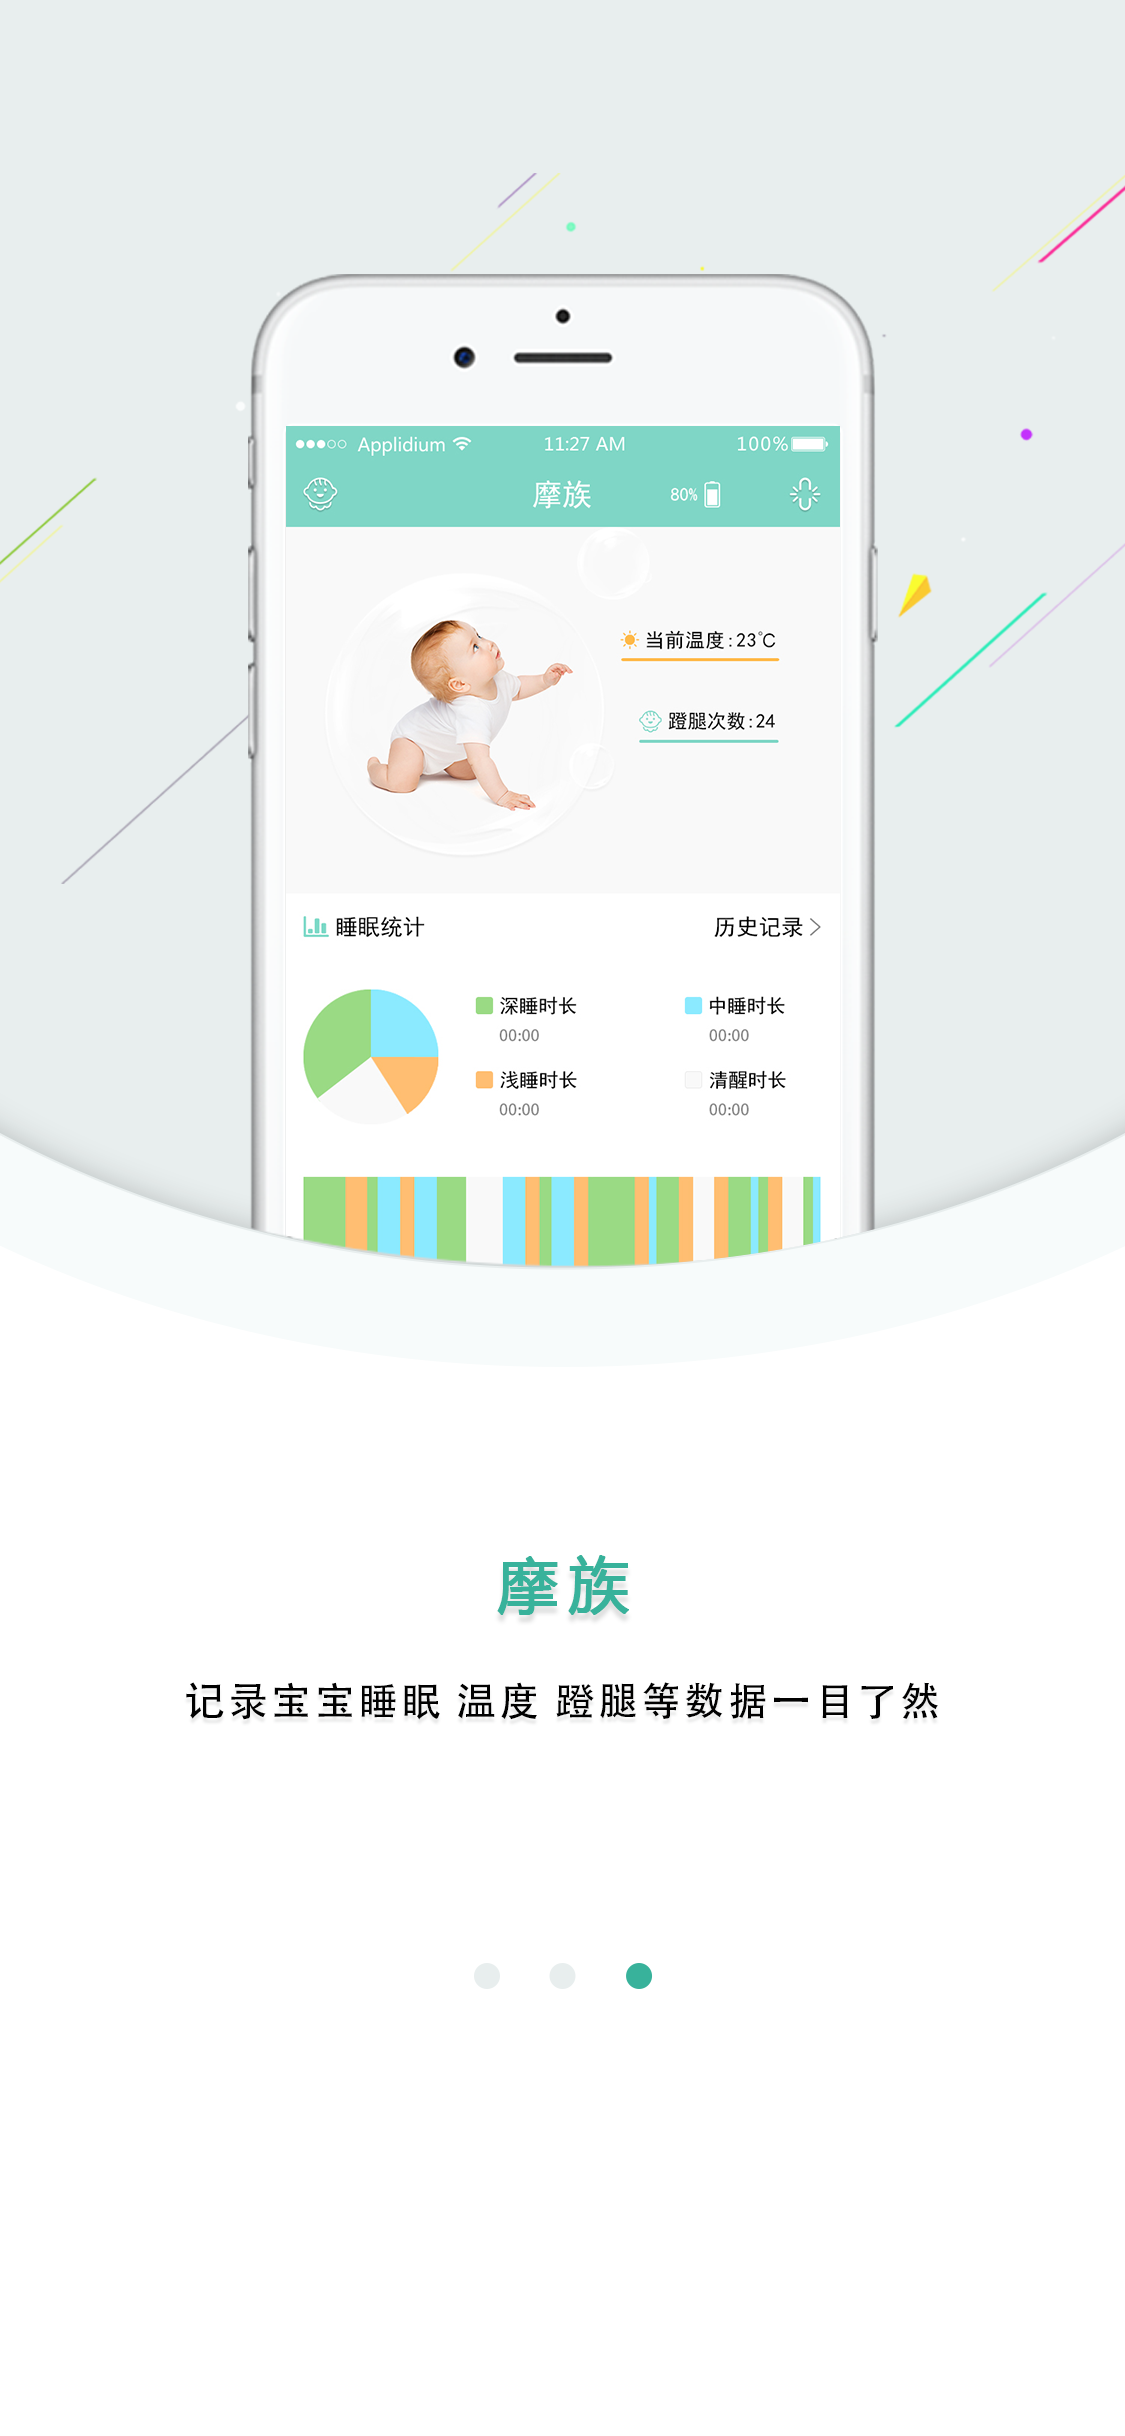 Applidium 11:27 AM 100%
摩族 80%
当前温度:23℃
蹬腿次数:24
睡眠统计 历史记录
深睡时长 中睡时长
00:00 00:00
浅睡时长 清醒时长
00:00 00:00
摩族
记录宝宝睡眠 温度 蹬腿等数据一目了然